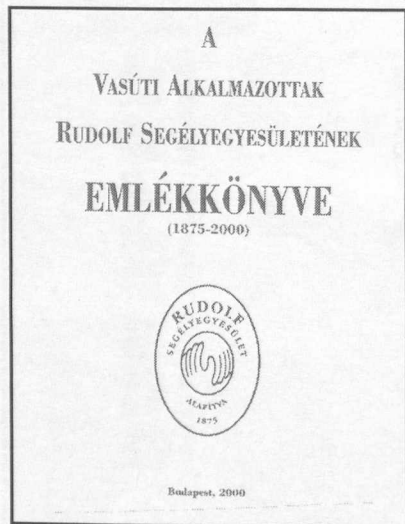 A
VASÚTI ALKALMAZOTTAK
RUDOLF SEGÉLYEGYESÜLETÉNEK
EMLÉKKÖNYVE
(1875-2000)
RUDOLF
SEGÉLYEGYESÜLET
ALAPÍTVA
1875
Budapest, 2000